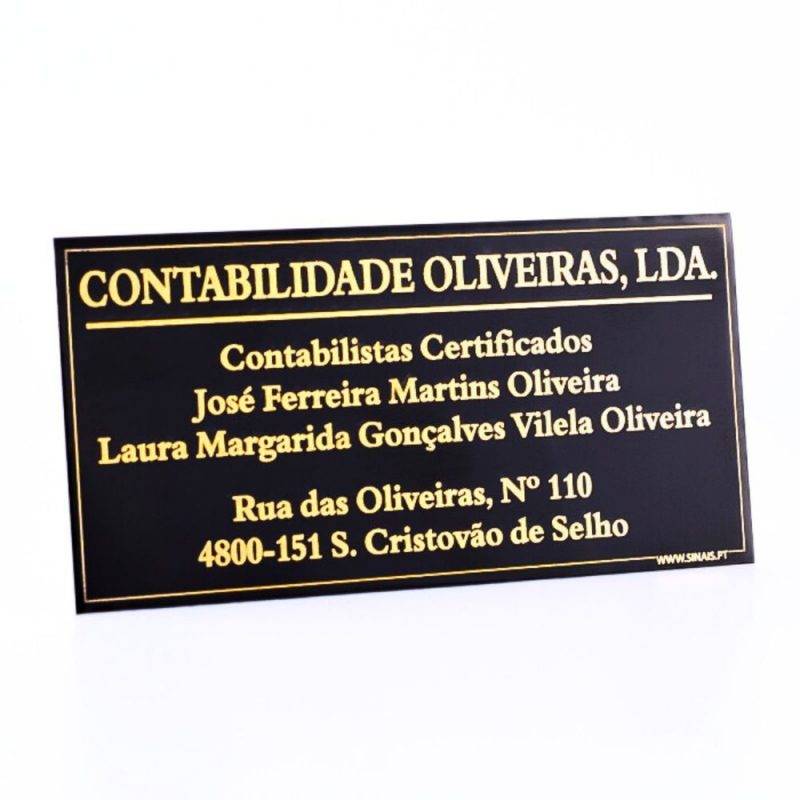 CONTABILIDADE OLIVEIRAS, LDA.
Contabilistas Certificados
José Ferreira Martins Oliveira
Laura Margarida Gonçalves Vilela Oliveira
Rua das Oliveiras, Nº 110
4800-151 S. Cristovão de Selho
WWW.SINAIS.PT